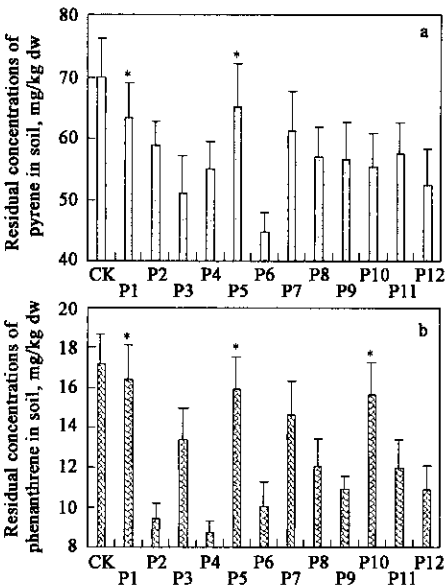 Residual concentrations of
pyrene in soil, mg/kg dw
80
70
60
50
40
a
*
*
CK P2 P4 P6 P8 P10 P12
P1 P3 P5 P7 P9 P11
Residual concentrations of
phenanthrene in soil, mg/kg dw
20
18
16
14
12
10
8
b
*
*
*
CK P2 P4 P6 P8 P10 P12
P1 P3 P5 P7 P9 P11